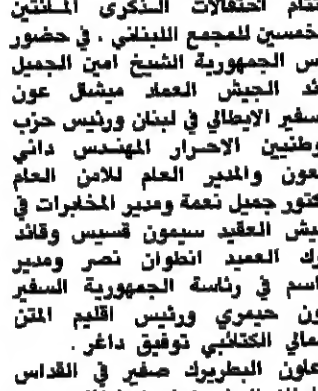 ختام احتفالات الذكرى المائتين
خمسين للمجمع اللبناني . في حضور
س الجمهورية الشيخ امين الجميل
ئد الجيش العماد ميشال عون
سفير الايطالي في لبنان ورئيس حزب
وطنيين الاحرار المهندس داني
معون والمدير العام للامن العام
كتور جميل نعمة ومدير المخابرات في
يش العقيد سيمون قسيس وقائد
رك العميد انطوان نصر ومدير
اسم في رئاسة الجمهورية السفير
ون حيمري ورئيس اقليم المتن
مالي الكتائبي توفيق داغر .
عاون البطريرك صفير في القداس